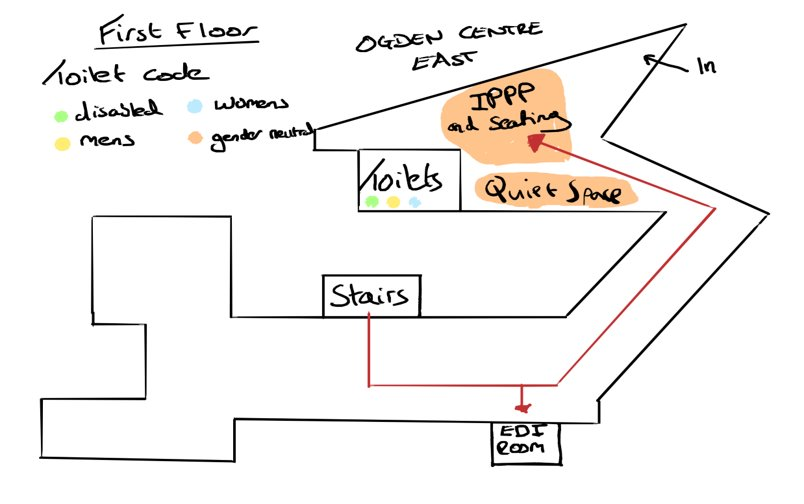 First Floor
Toilet code
disabled
womens
mens
gender neutral
OGDEN CENTRE
EAST
In
IPPP
and Seating
Toilets
Quiet Space
Stairs
EDI
ROOM